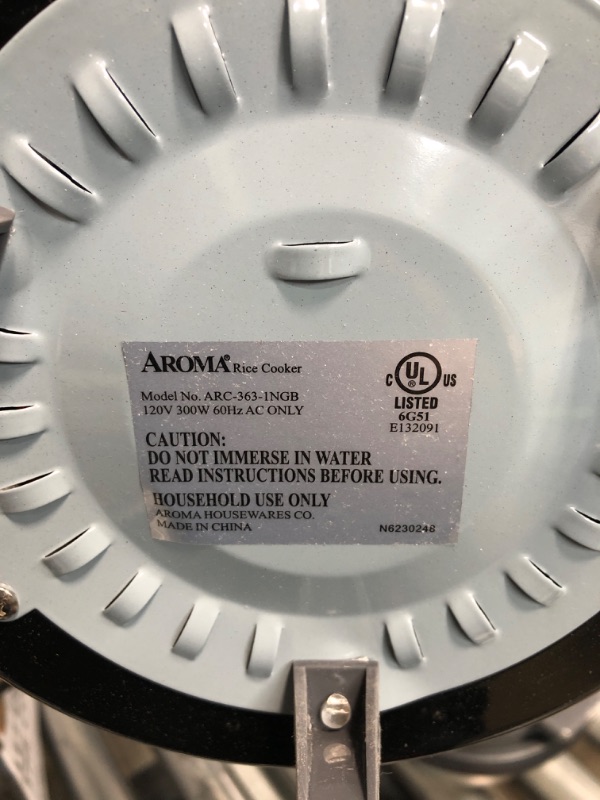 AROMA® Rice Cooker
Model No. ARC-363-1NGB
120V 300W 60Hz AC ONLY
CAUTION:
DO NOT IMMERSE IN WATER
READ INSTRUCTIONS BEFORE USING.
HOUSEHOLD USE ONLY
AROMA HOUSEWARES CO.
MADE IN CHINA
C UL US
LISTED
6G51
E132091
N6230248